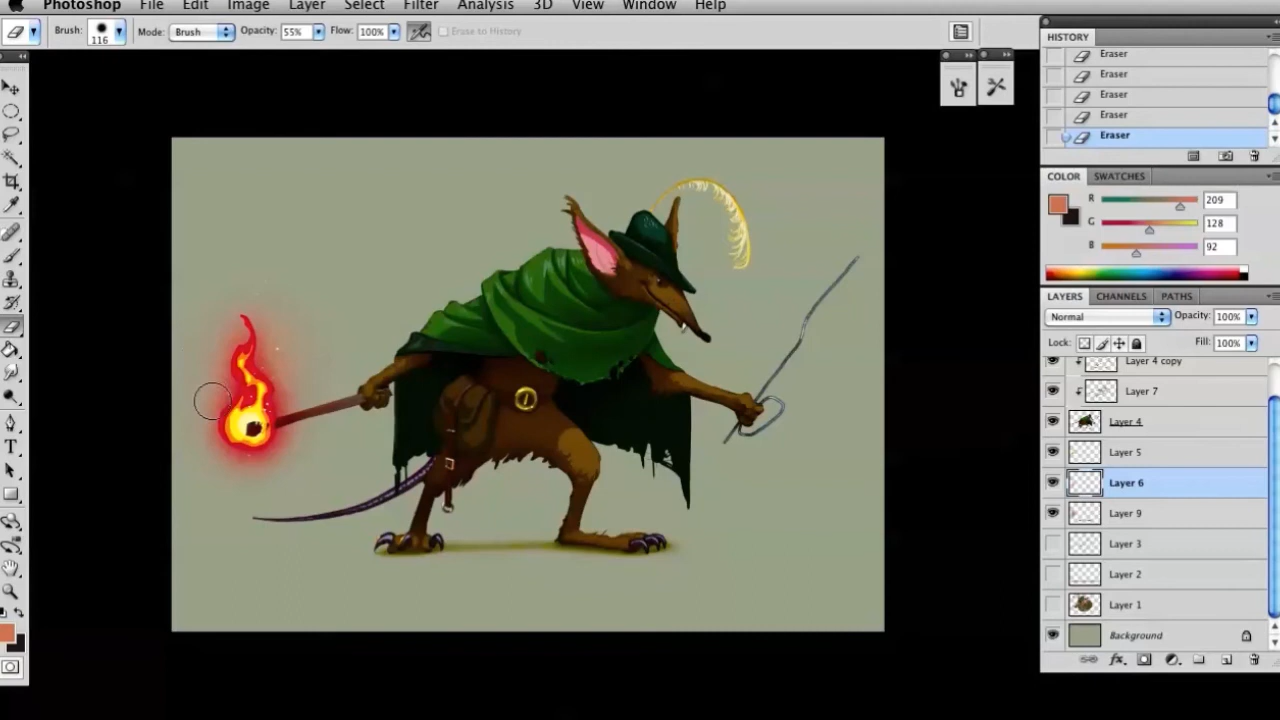 Photoshop File Edit Image Layer Select Filter Analysis 3D View Window Help
Brush: 116 Mode: Brush Opacity: 55% Flow: 100% Erase to History
HISTORY
Eraser
Eraser
Eraser
Eraser
Eraser
COLOR SWATCHES
R 209
G 128
B 92
LAYERS CHANNELS PATHS
Normal Opacity: 100%
Lock: Fill: 100%
Layer 4 copy
Layer 7
Layer 4
Layer 5
Layer 6
Layer 9
Layer 3
Layer 2
Layer 1
Background
T
fx